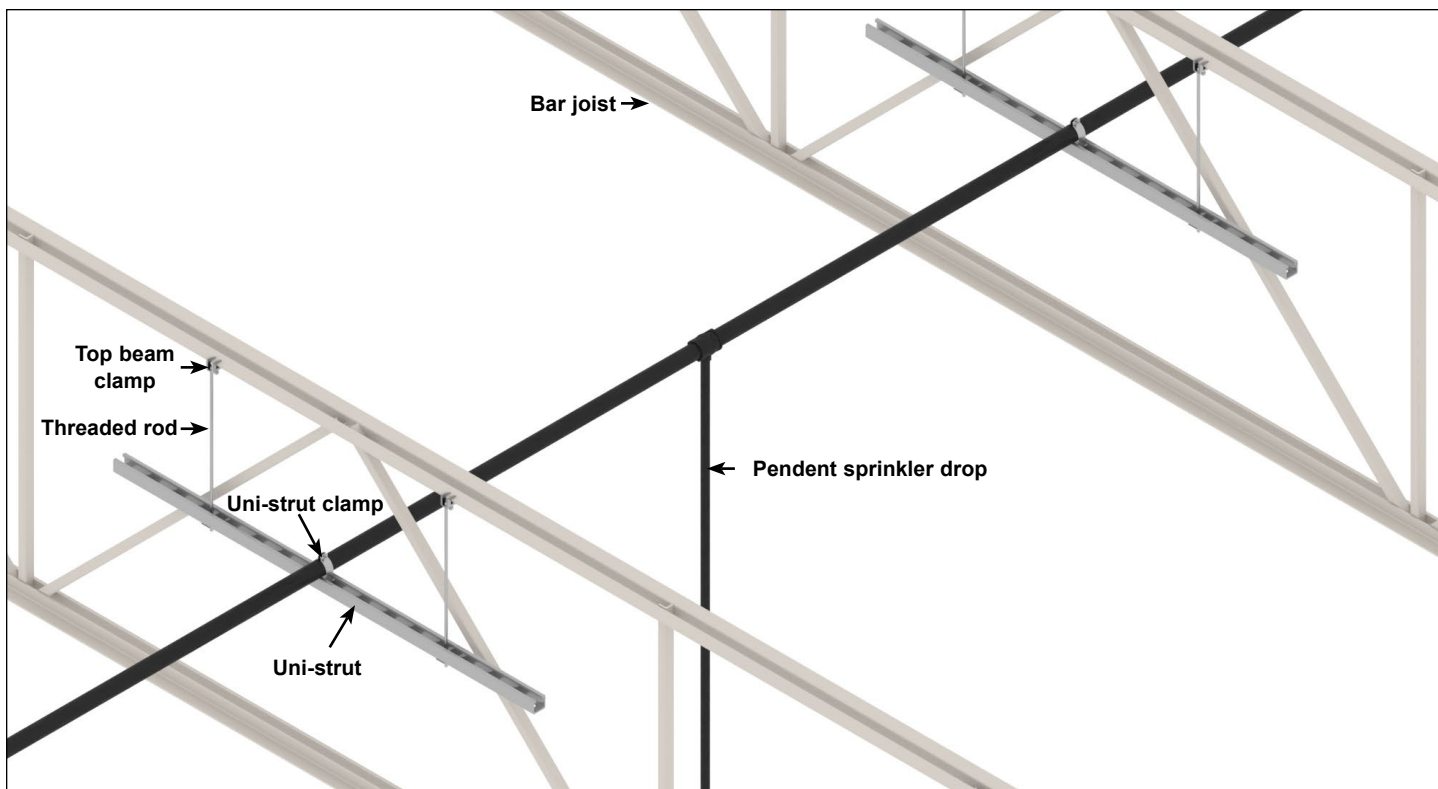 Bar joist
Top beam
clamp
Threaded rod
Uni-strut clamp
Pendent sprinkler drop
Uni-strut